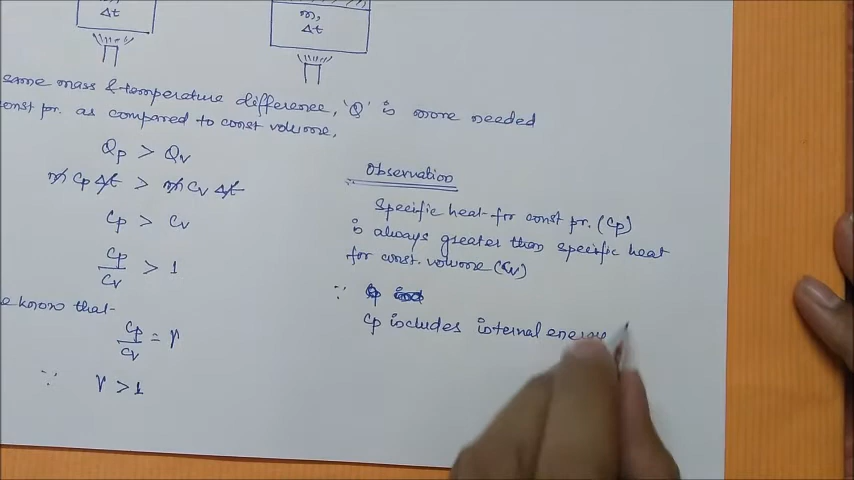 Δt
m,
Δt
same mass & temperature difference, 'Q' is more needed
const pr. as compared to const volume,
Qp > Qv
m Cp Δt > m Cv Δt
Cp > Cv
Cp/Cv > 1
e know that-
Cp/Cv = γ
∵ γ > 1
Observation
Specific heat for const pr. (Cp)
is always greater than specific heat
for const. volume (Cv)
∵
Cp includes internal energy